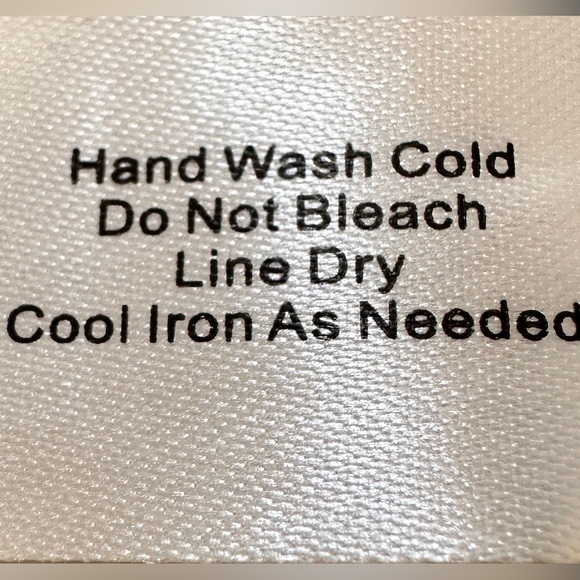 Hand Wash Cold
Do Not Bleach
Line Dry
Cool Iron As Needed